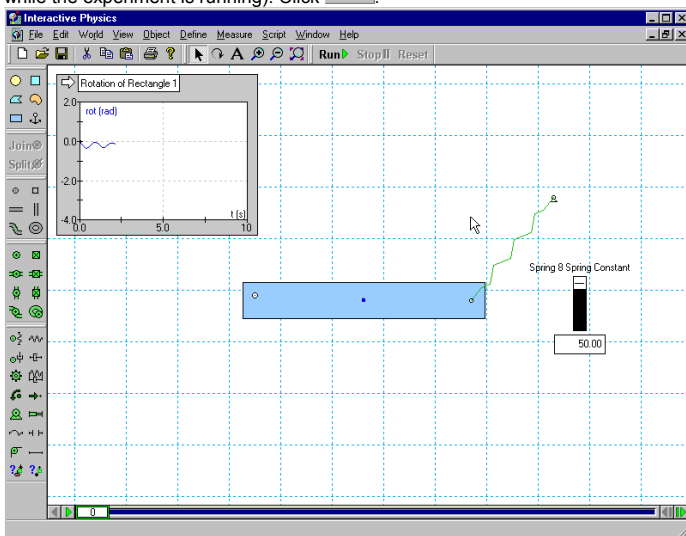 while the experiment is running). Click
Interactive Physics
File Edit World View Object Define Measure Script Window Help
A Run Stop Reset
Join
Split
Rotation of Rectangle 1
rot (rad)
2.0
0.0
-2.0
-4.0
0.0 5.0 10
t (s)
Spring 8 Spring Constant
50.00
0